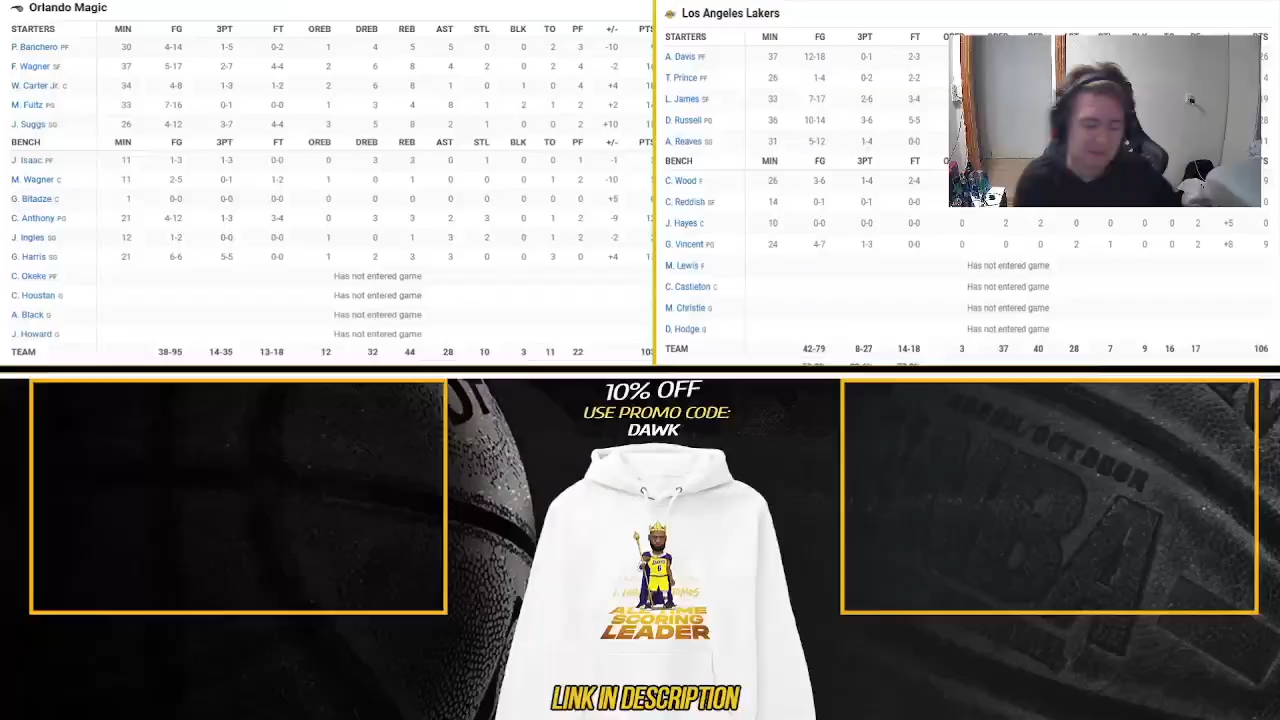 Orlando Magic
STARTERS MIN FG 3PT FT OREB DREB REB AST STL BLK TO PF +/- PTS
P. Banchero PF 30 4-14 1-5 0-2 1 4 5 5 0 0 2 3 -10
F. Wagner SF 37 5-17 2-7 4-4 2 6 8 4 2 0 2 4 -2
W. Carter Jr. C 34 4-8 1-3 1-2 2 6 8 1 0 1 0 4 +4
M. Fultz PG 33 7-16 0-1 0-0 1 3 4 8 1 2 1 2 +2
J. Suggs SG 26 4-12 3-7 4-4 3 5 8 2 1 0 0 2 +10
BENCH MIN FG 3PT FT OREB DREB REB AST STL BLK TO PF +/- PTS
J. Isaac PF 11 1-3 1-3 0-0 0 3 3 0 1 0 0 1 -1
M. Wagner C 11 2-5 0-1 1-2 1 0 1 0 0 0 1 2 -10
G. Bitadze C 1 0-0 0-0 0-0 0 0 0 0 0 0 0 0 +5
C. Anthony PG 21 4-12 1-3 3-4 0 3 3 2 3 0 1 2 -9
J. Ingles SG 12 1-2 0-0 0-0 1 0 1 3 2 0 1 2 -2
G. Harris SG 21 6-6 5-5 0-0 1 2 3 3 0 0 3 0 +4
C. Okeke PF Has not entered game
C. Houstan G Has not entered game
A. Black G Has not entered game
J. Howard G Has not entered game
TEAM 38-95 14-35 13-18 12 32 44 28 10 3 11 22 103
Los Angeles Lakers
STARTERS MIN FG 3PT FT PTS
A. Davis PF 37 12-18 0-1 2-3 26
T. Prince PF 26 1-4 0-2 2-2 4
L. James SF 33 7-17 2-6 3-4 19
D. Russell PG 36 10-14 3-6 5-5 28
A. Reaves SG 31 5-12 1-4 0-0 11
BENCH MIN FG 3PT FT PTS
C. Wood F 26 3-6 1-4 2-4 9
C. Reddish SF 14 0-1 0-1 0-0 0
J. Hayes C 10 0-0 0-0 0-0 0 2 2 0 0 0 0 2 +5 0
G. Vincent PG 24 4-7 1-3 0-0 0 0 0 2 1 0 0 2 +8 9
M. Lewis F Has not entered game
C. Castleton C Has not entered game
M. Christie G Has not entered game
D. Hodge G Has not entered game
TEAM 42-79 8-27 14-18 3 37 40 28 7 9 16 17 106
10% OFF
USE PROMO CODE:
DAWK
6
ALL TIME
SCORING
LEADER
LINK IN DESCRIPTION